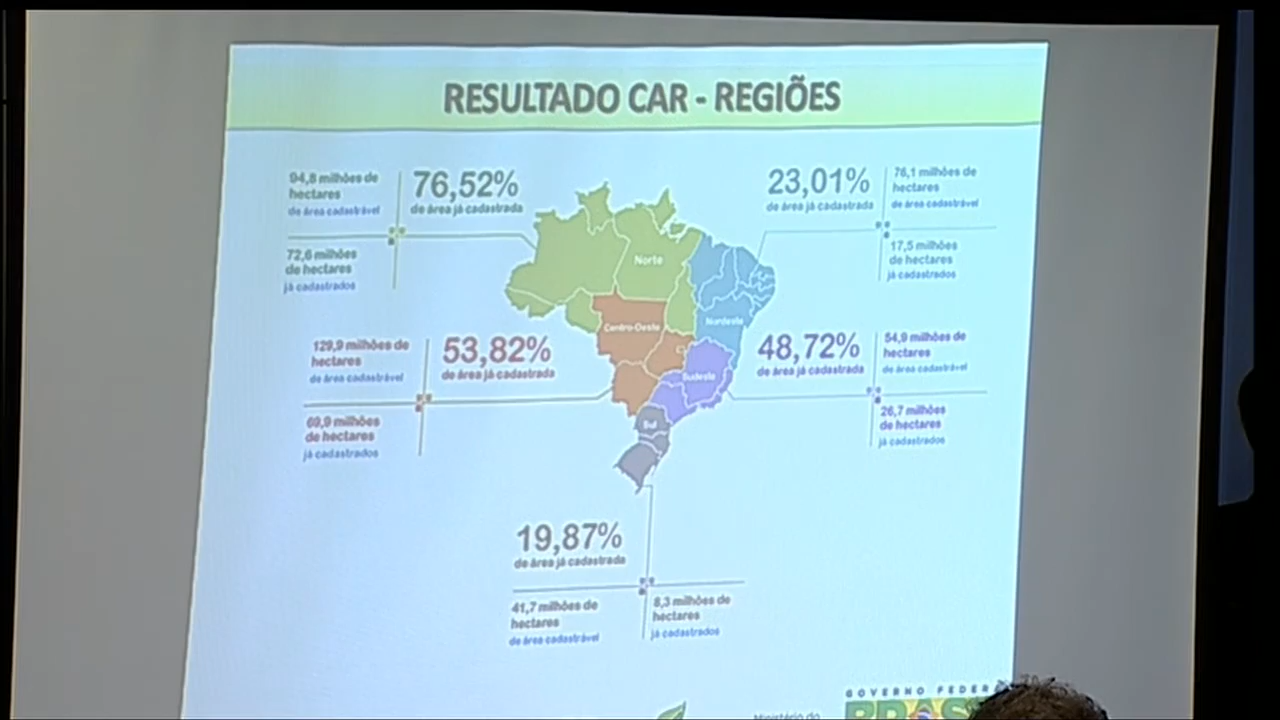 RESULTADO CAR - REGIÕES
94,8 milhões de
hectares
de área cadastrável
76,52%
de área já cadastrada
72,6 milhões
de hectares
já cadastrados
23,01%
de área já cadastrada
76,1 milhões de
hectares
de área cadastrável
17,5 milhões
de hectares
já cadastrados
Norte
Nordeste
Centro-Oeste
Sudeste
Sul
129,9 milhões de
hectares
de área cadastrável
53,82%
de área já cadastrada
69,9 milhões
de hectares
já cadastrados
48,72%
de área já cadastrada
54,9 milhões de
hectares
de área cadastrável
26,7 milhões
de hectares
já cadastrados
19,87%
de área já cadastrada
41,7 milhões de
hectares
de área cadastrável
8,3 milhões de
hectares
já cadastrados
Ministério do
GOVERNO FEDER
BRAS